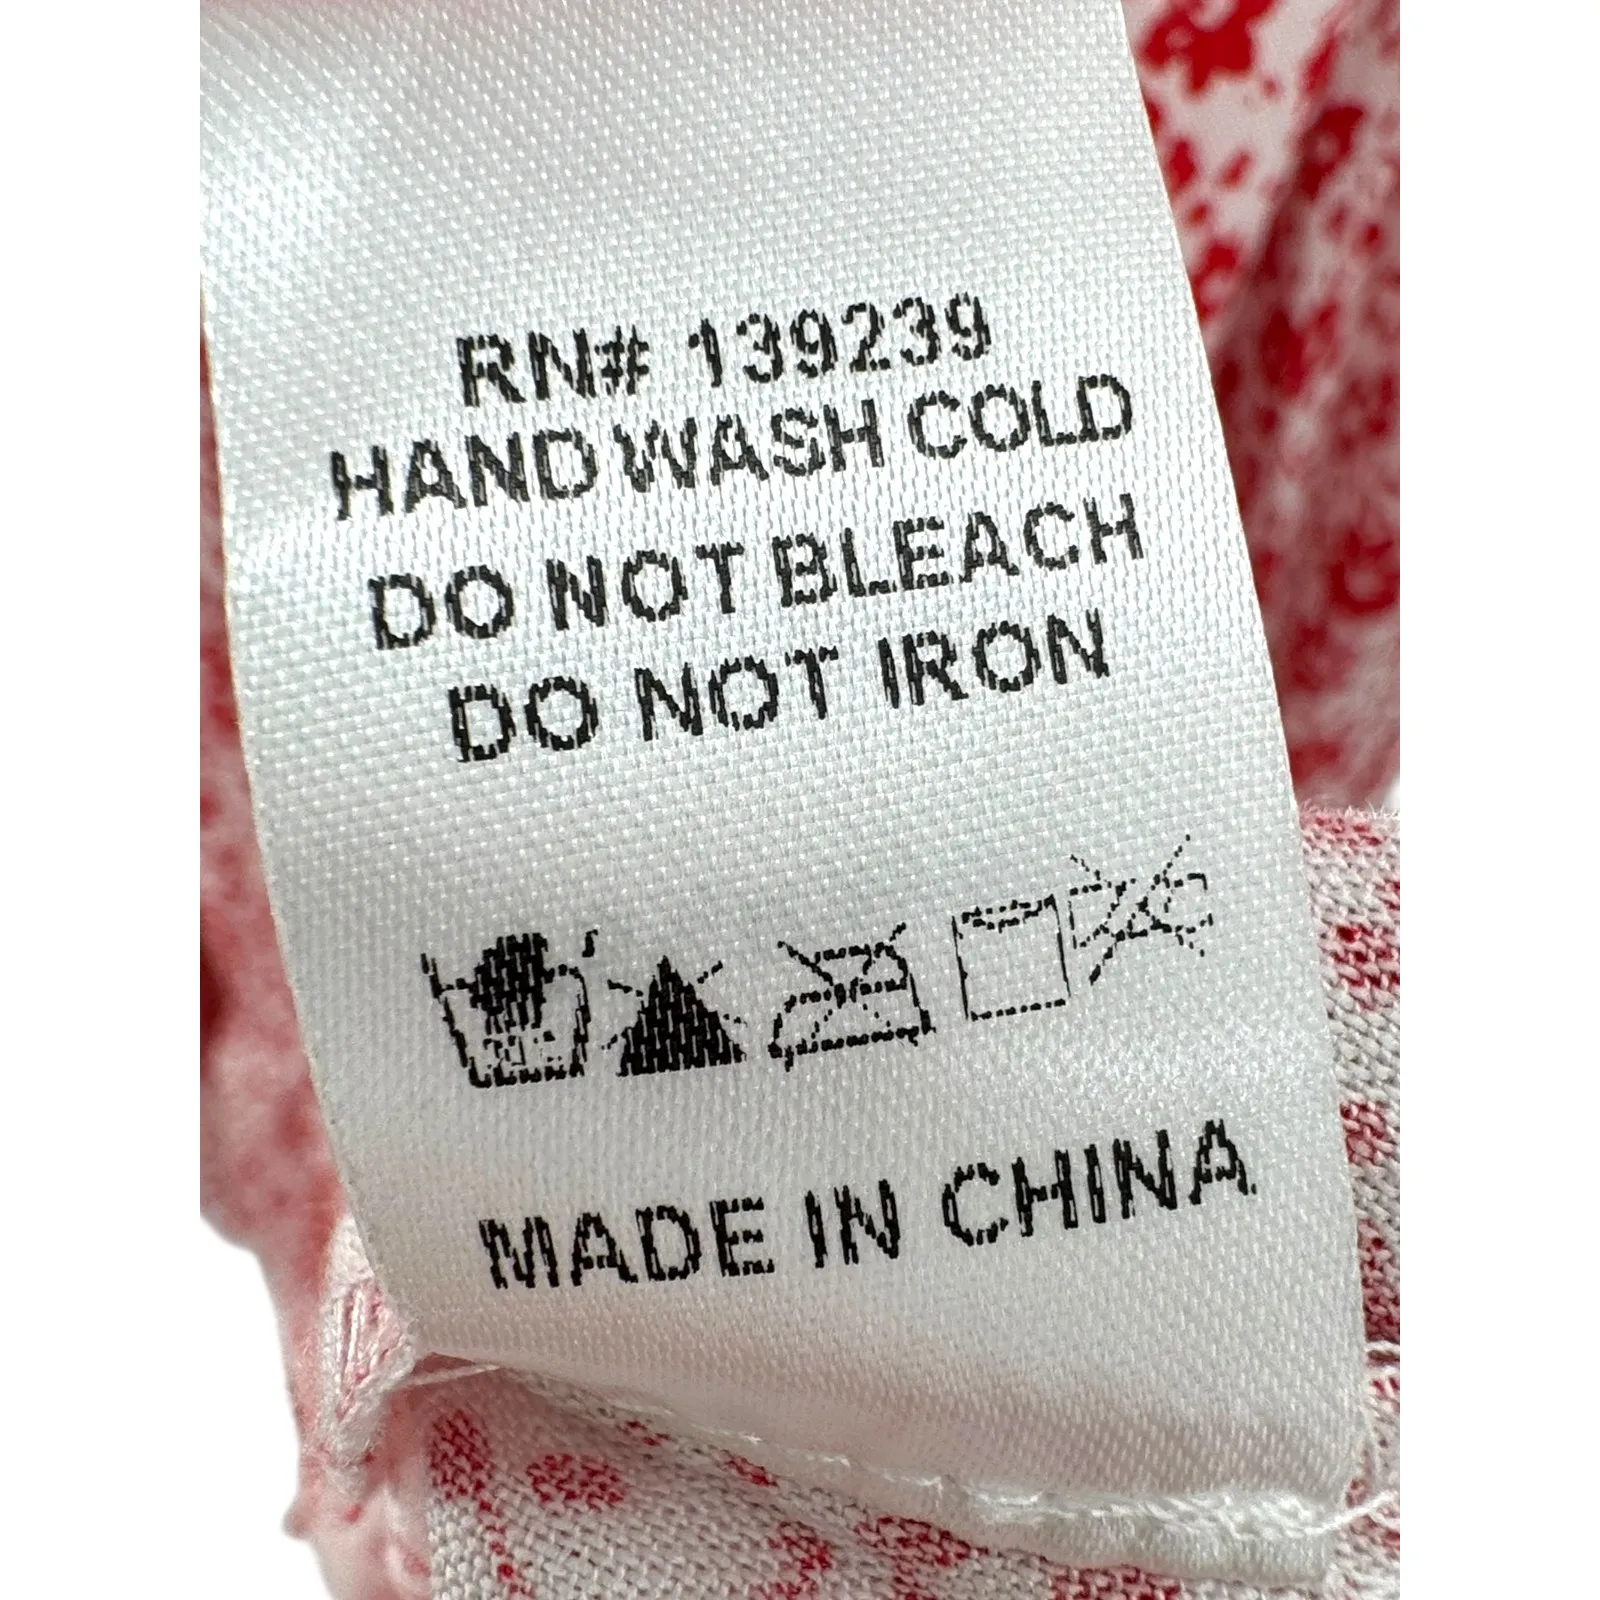 RN# 139239
HAND WASH COLD
DO NOT BLEACH
DO NOT IRON
MADE IN CHINA